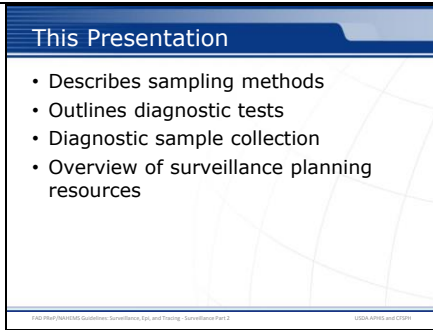 This Presentation
• Describes sampling methods
• Outlines diagnostic tests
• Diagnostic sample collection
• Overview of surveillance planning
resources
FAD PReP/NAHEMS Guidelines: Surveillance, Epi, and Tracing - Surveillance Part 2
USDA APHIS and CFSPH